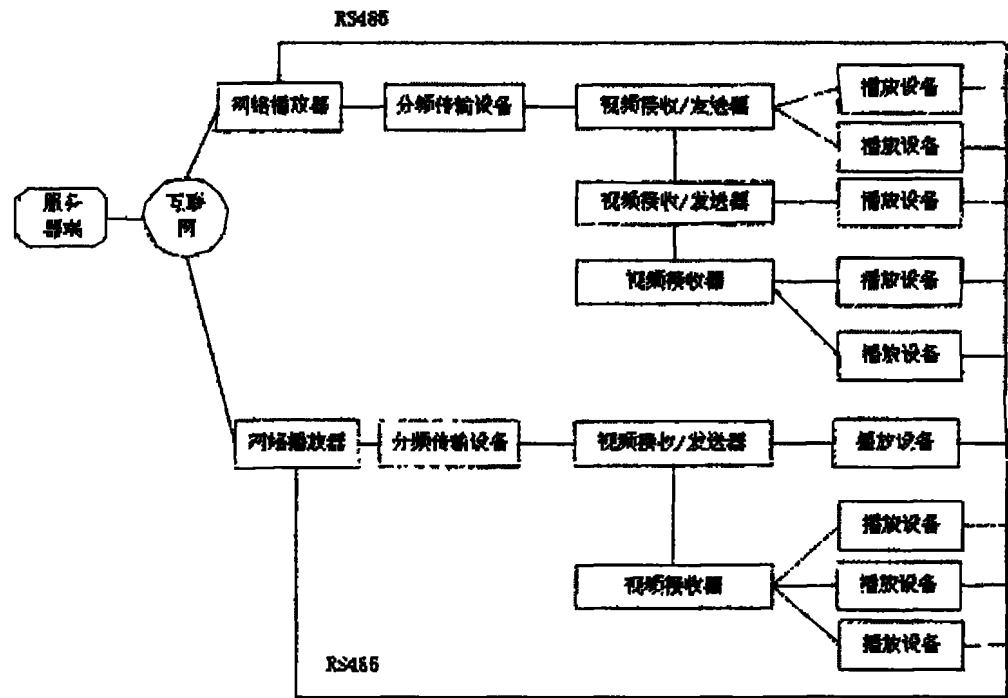 RS485
网络播放器
分频传输设备
视频接收/发送器
播放设备
播放设备
服务
器端
互联
网
视频接收/发送器
播放设备
视频接收器
播放设备
播放设备
网络播放器
分频传输设备
视频接收/发送器
播放设备
播放设备
视频接收器
播放设备
播放设备
RS485